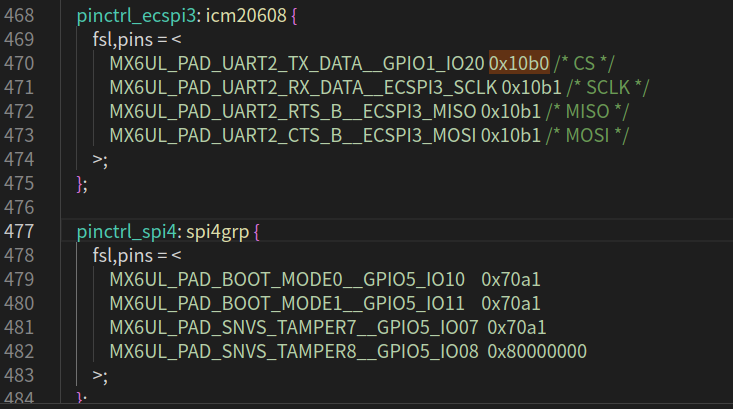 468 pinctrl_ecspi3: icm20608 {
469 fsl,pins = <
470 MX6UL_PAD_UART2_TX_DATA__GPIO1_IO20 0x10b0 /* CS */
471 MX6UL_PAD_UART2_RX_DATA__ECSPI3_SCLK 0x10b1 /* SCLK */
472 MX6UL_PAD_UART2_RTS_B__ECSPI3_MISO 0x10b1 /* MISO */
473 MX6UL_PAD_UART2_CTS_B__ECSPI3_MOSI 0x10b1 /* MOSI */
474 >;
475 };
476
477 pinctrl_spi4: spi4grp {
478 fsl,pins = <
479 MX6UL_PAD_BOOT_MODE0__GPIO5_IO10 0x70a1
480 MX6UL_PAD_BOOT_MODE1__GPIO5_IO11 0x70a1
481 MX6UL_PAD_SNVS_TAMPER7__GPIO5_IO07 0x70a1
482 MX6UL_PAD_SNVS_TAMPER8__GPIO5_IO08 0x80000000
483 >;
484 };